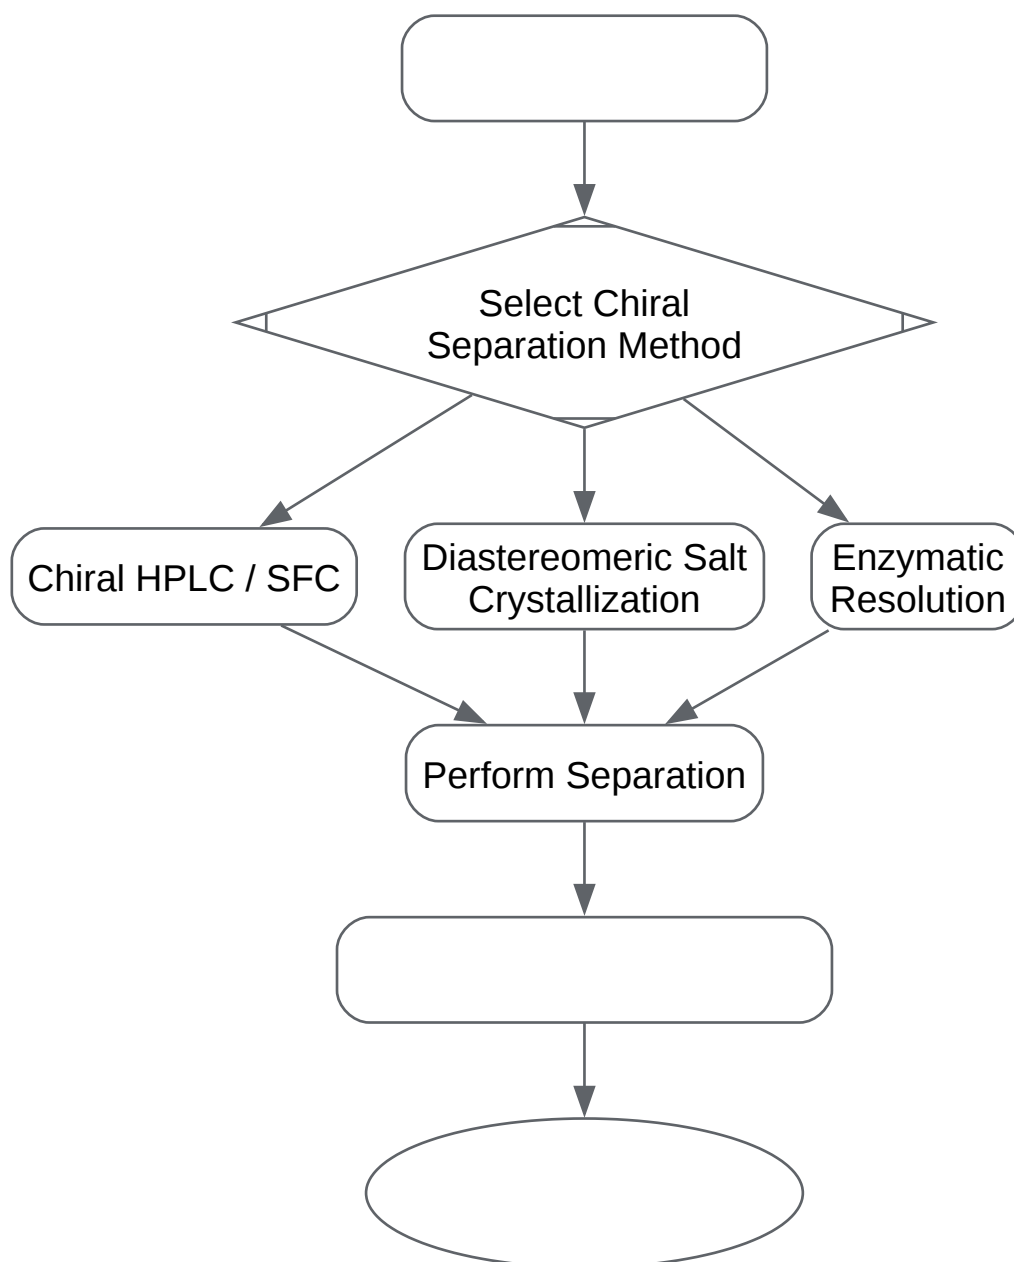 Select Chiral
Separation Method
Chiral HPLC / SFC
Diastereomeric Salt
Crystallization
Enzymatic
Resolution
Perform Separation